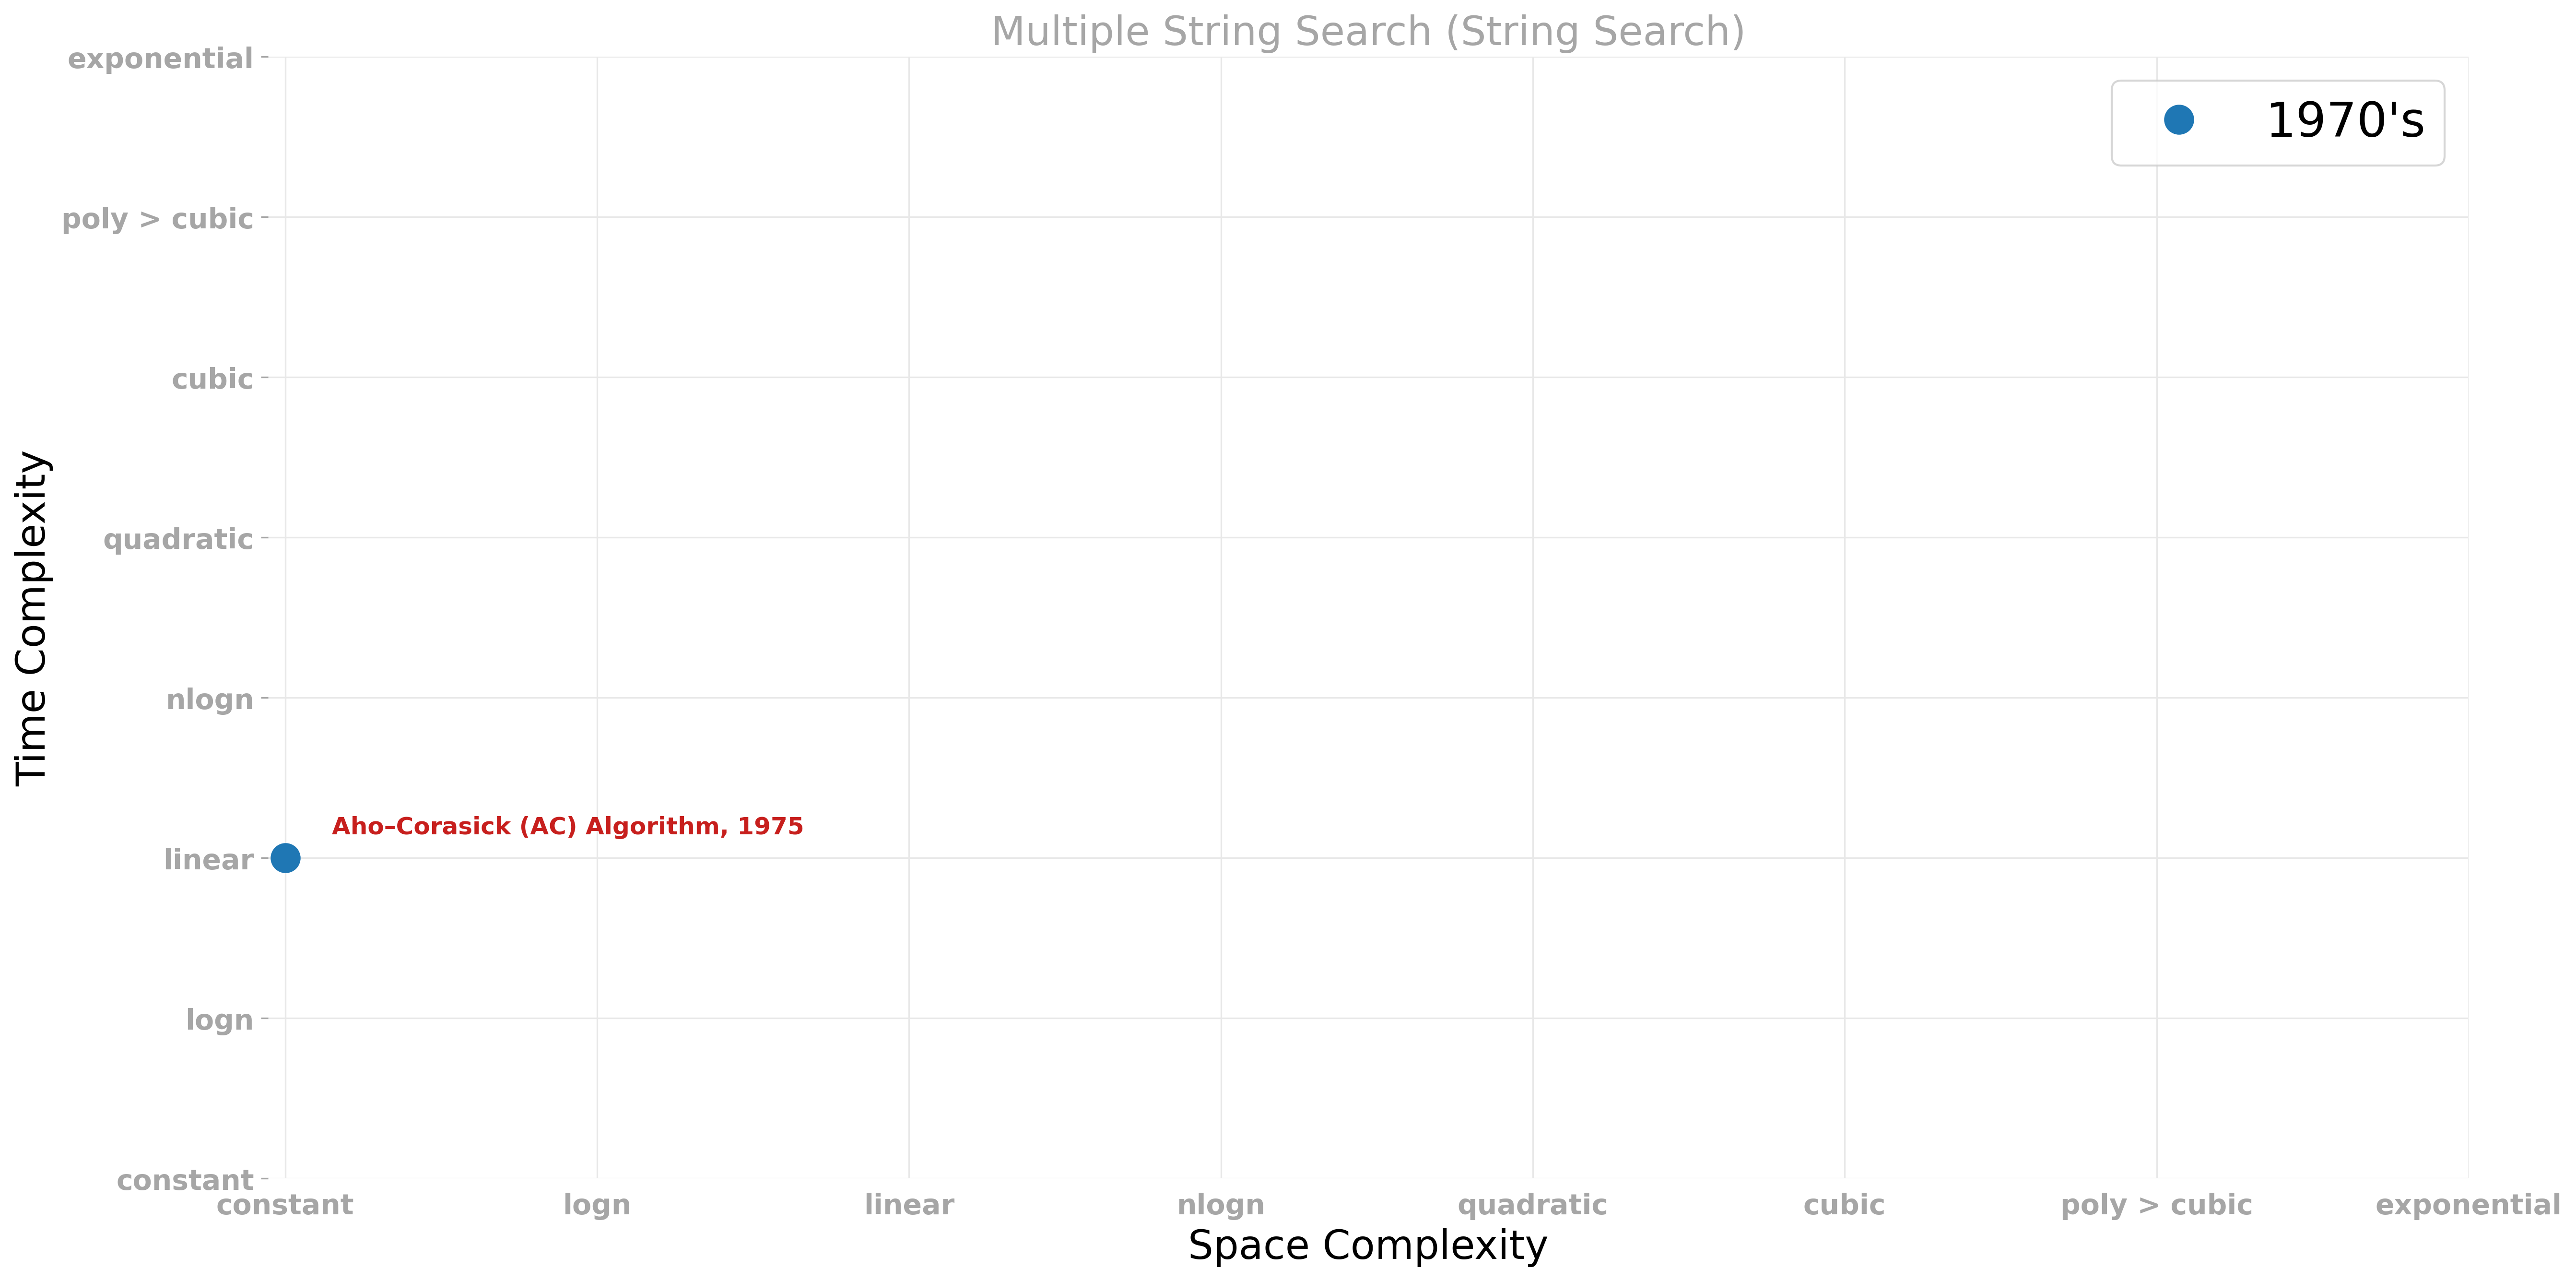 Multiple String Search (String Search)
exponential
poly > cubic
cubic
quadratic
nlogn
linear
logn
constant
Time Complexity
1970's
Aho–Corasick (AC) Algorithm, 1975
constant
logn
linear
nlogn
quadratic
cubic
poly > cubic
exponential
Space Complexity